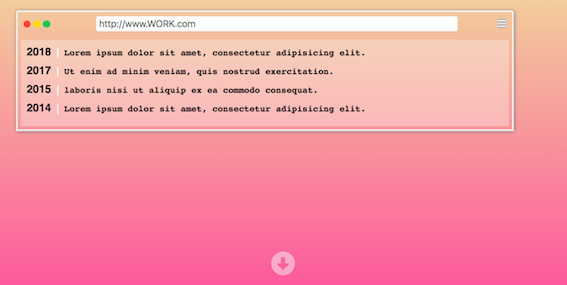 http://www.WORK.com
2018 Lorem ipsum dolor sit amet, consectetur adipisicing elit.
2017 Ut enim ad minim veniam, quis nostrud exercitation.
2015 laboris nisi ut aliquip ex ea commodo consequat.
2014 Lorem ipsum dolor sit amet, consectetur adipisicing elit.